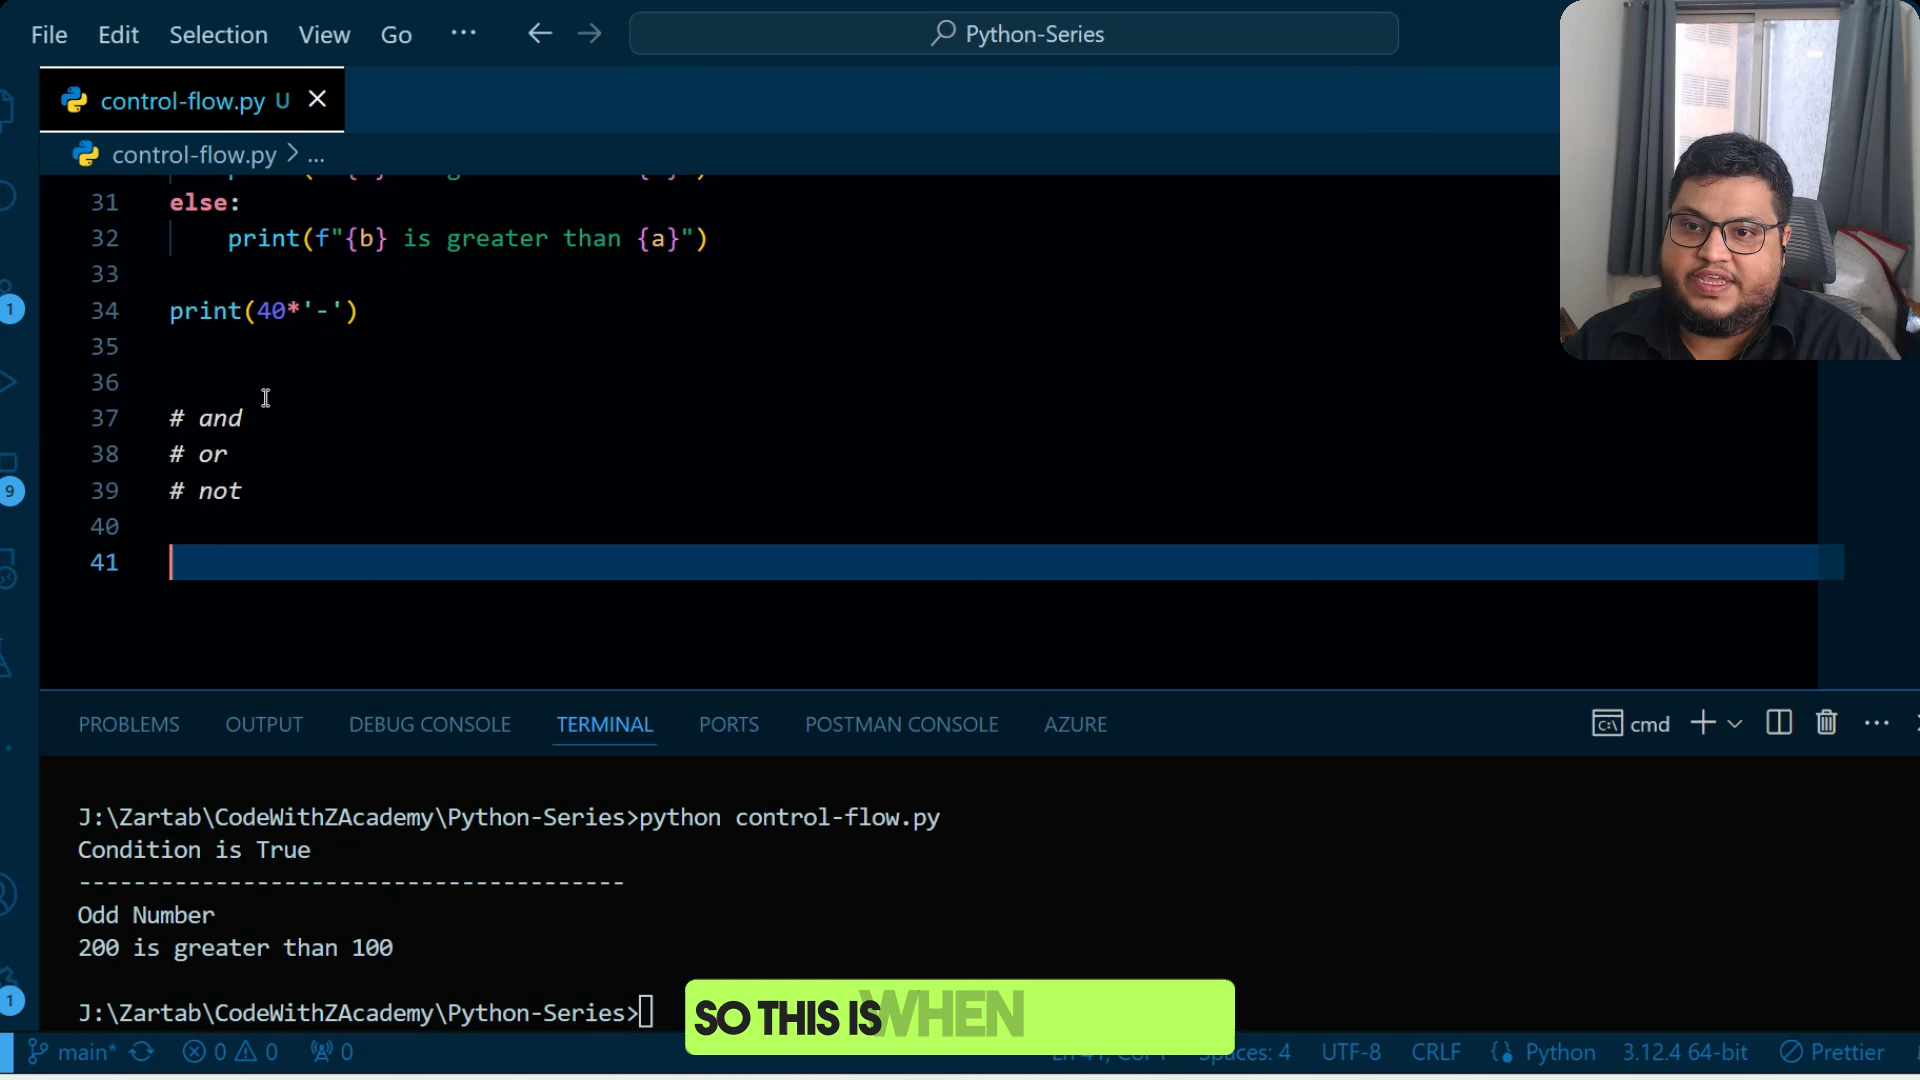 File Edit Selection View Go ... Python-Series
control-flow.py U
control-flow.py > ...
31 else:
32 print(f"{b} is greater than {a}")
33
34 print(40*'-')
35
36
37 # and
38 # or
39 # not
40
41
PROBLEMS OUTPUT DEBUG CONSOLE TERMINAL PORTS POSTMAN CONSOLE AZURE
cmd
J:\Zartab\CodeWithZAcademy\Python-Series>python control-flow.py
Condition is True
----------------------------------------
Odd Number
200 is greater than 100
J:\Zartab\CodeWithZAcademy\Python-Series>
SO THIS IS WHEN
main* 0 0 0 Spaces: 4 UTF-8 CRLF Python 3.12.4 64-bit Prettier
1
9
1